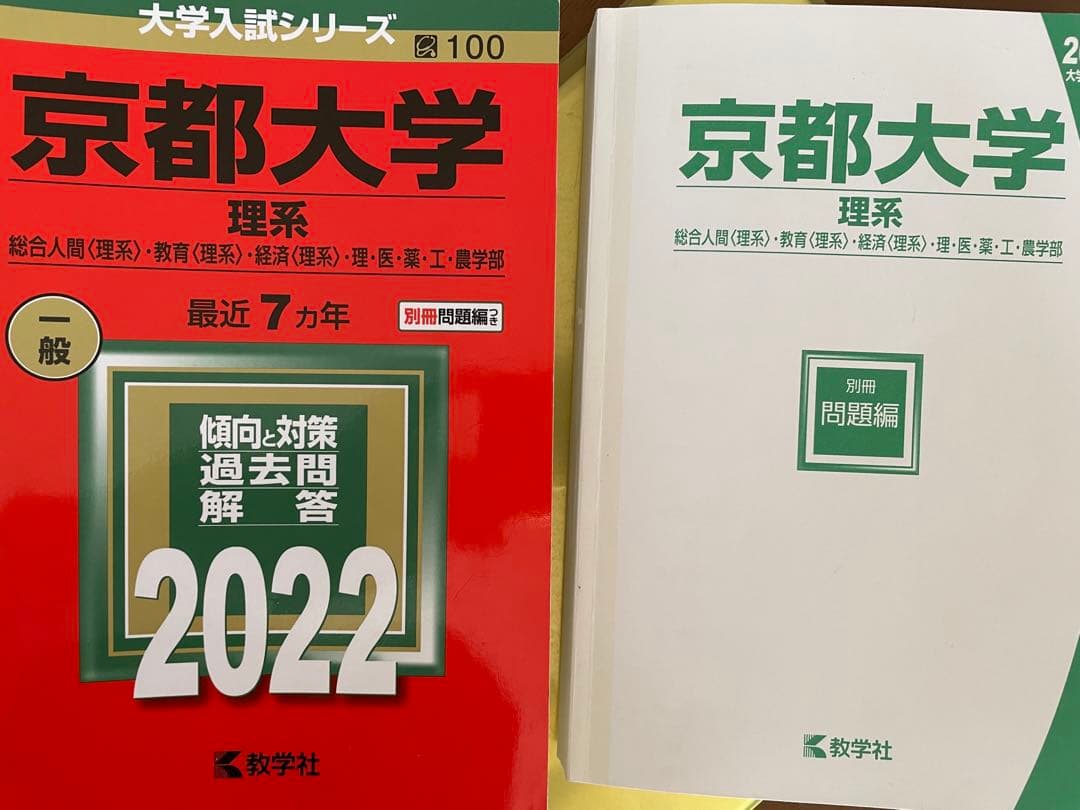 大学入試シリーズ
100
京都大学
理系
総合人間〈理系〉・教育〈理系〉・経済〈理系〉・理・医・薬・工・農学部
最近7カ年
別冊問題編つき
一般
傾向と対策
過去問
解答
2022
教学社
京都大学
理系
総合人間〈理系〉・教育〈理系〉・経済〈理系〉・理・医・薬・工・農学部
別冊
問題編
教学社